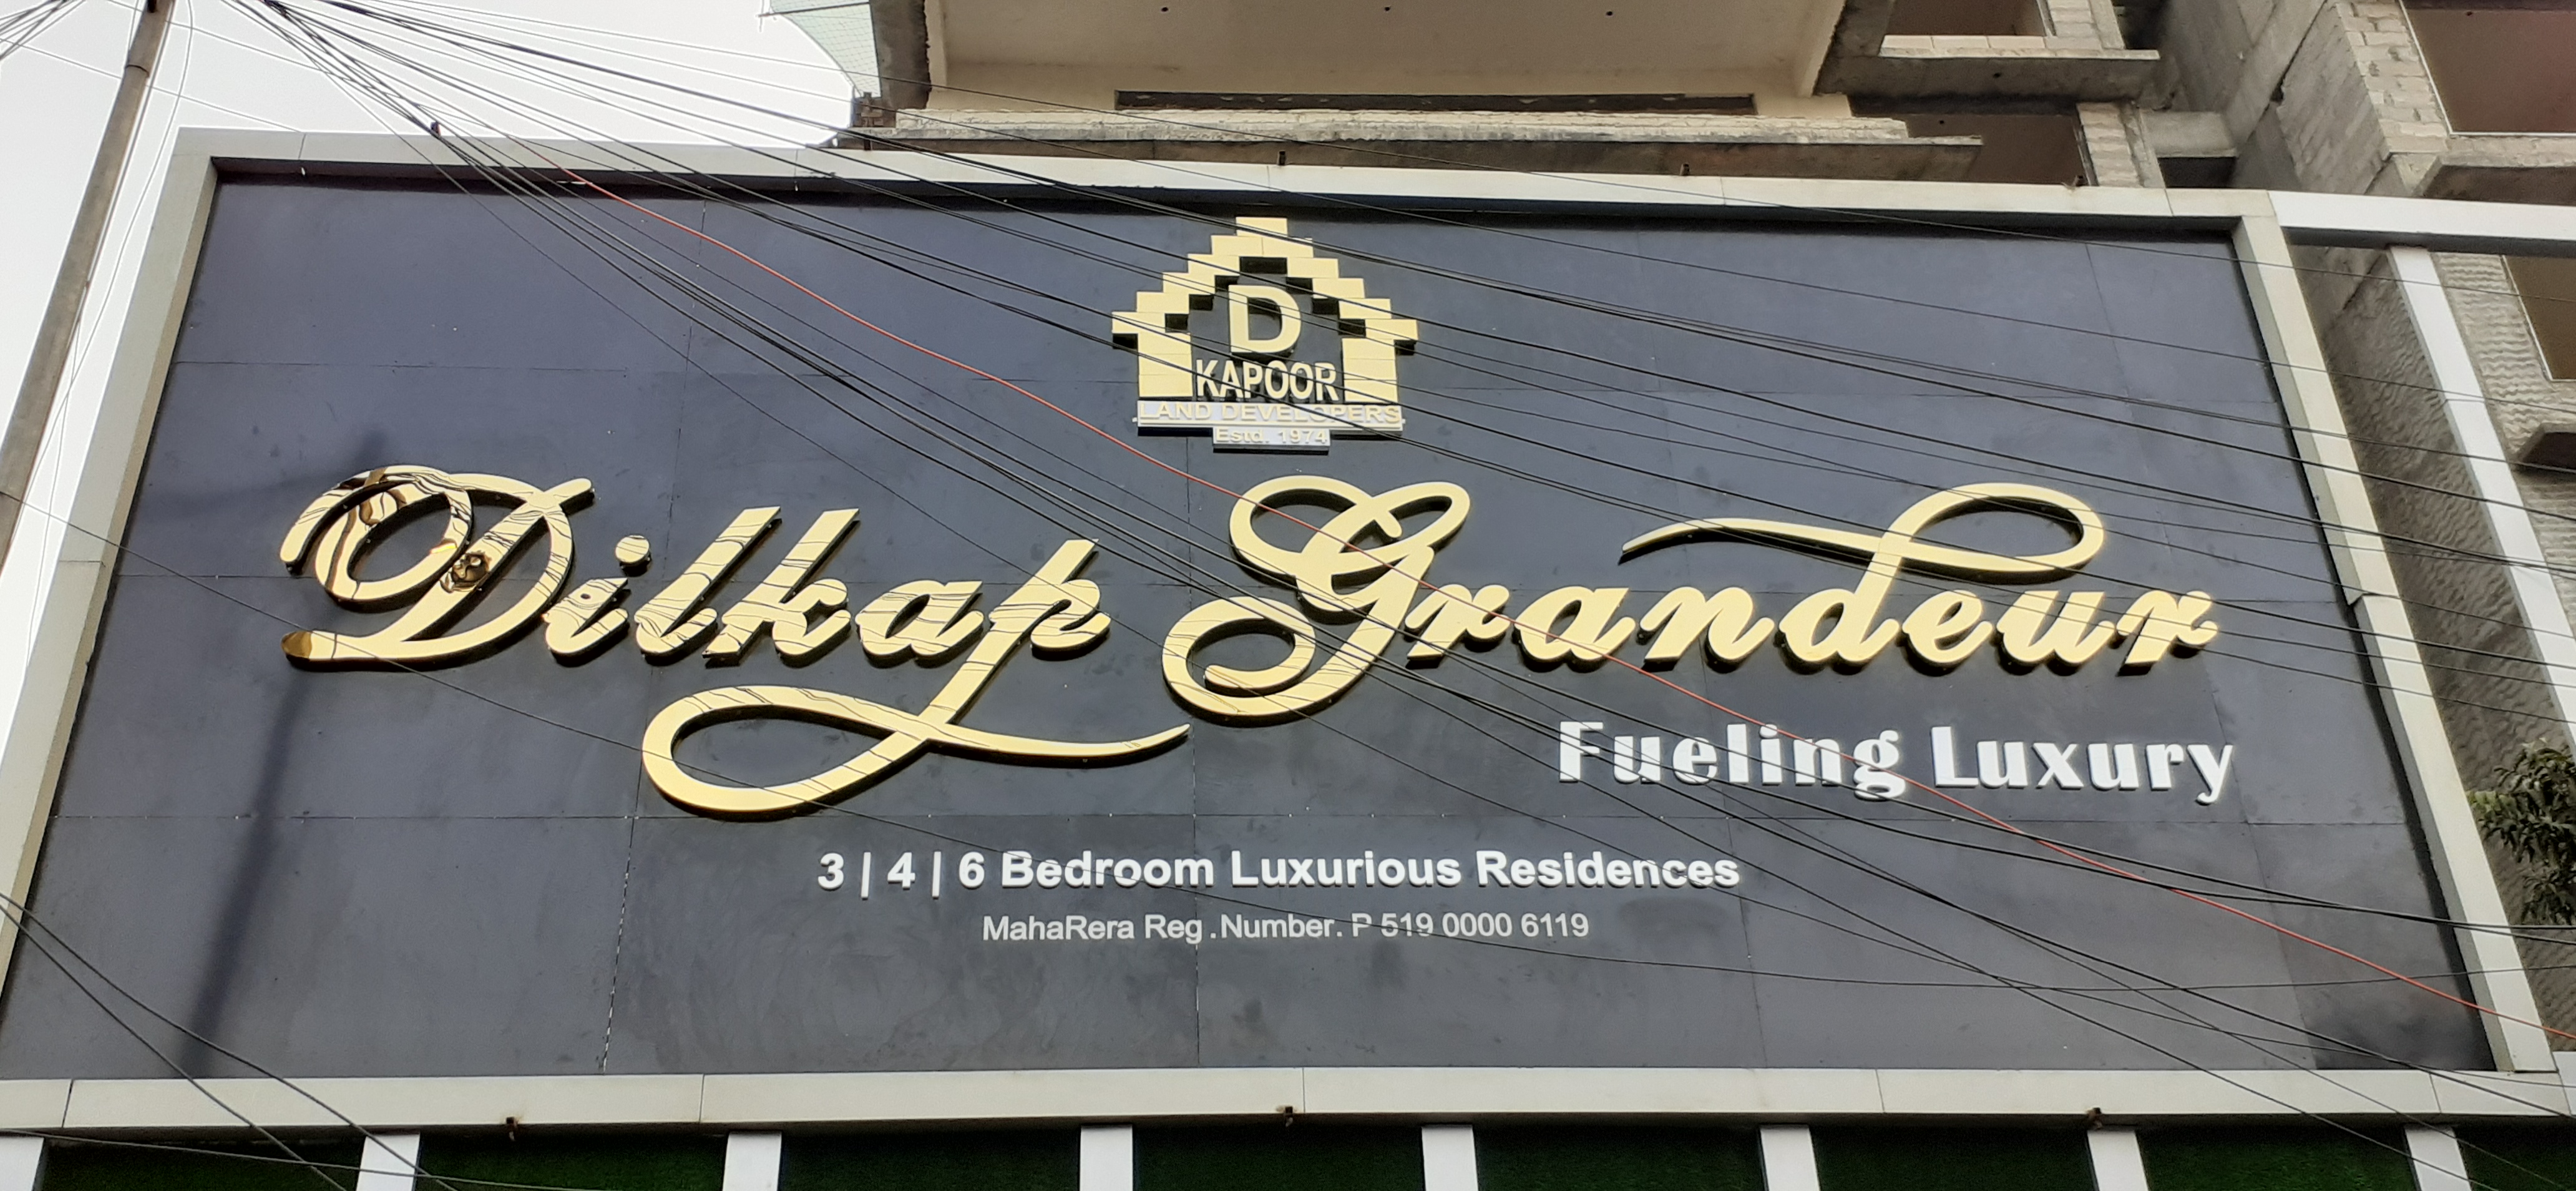 D
KAPOOR
LAND DEVELOPERS
Estd. 1974
Dilkap Grandeur
Fueling Luxury
3 | 4 | 6 Bedroom Luxurious Residences
MahaRera Reg .Number. P 519 0000 6119